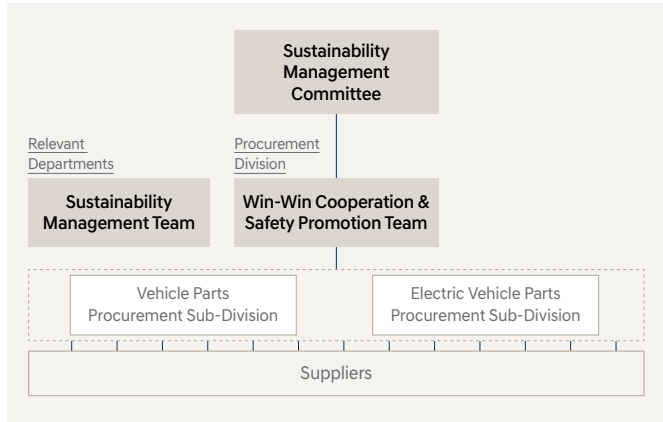 Sustainability
Management
Committee
Relevant
Departments
Procurement
Division
Sustainability
Management Team
Win-Win Cooperation &
Safety Promotion Team
Vehicle Parts
Procurement Sub-Division
Electric Vehicle Parts
Procurement Sub-Division
Suppliers